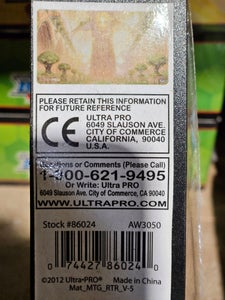 PLEASE RETAIN THIS INFORMATION
FOR FUTURE REFERENCE
CE
ULTRA PRO
6049 SLAUSON AVE.
CITY OF COMMERCE
CALIFORNIA, 90040
U.S.A.
Questions or Comments (Please Call)
1-800-621-9495
Or Write: Ultra PRO
6049 Slauson Ave. City of Commerce, CA 90040
WWW.ULTRAPRO.COM
Stock #86024 AW3050
0 74427 86024 0
©2012 Ultra•PRO® Made in China
Mat_MTG_RTR_V-5